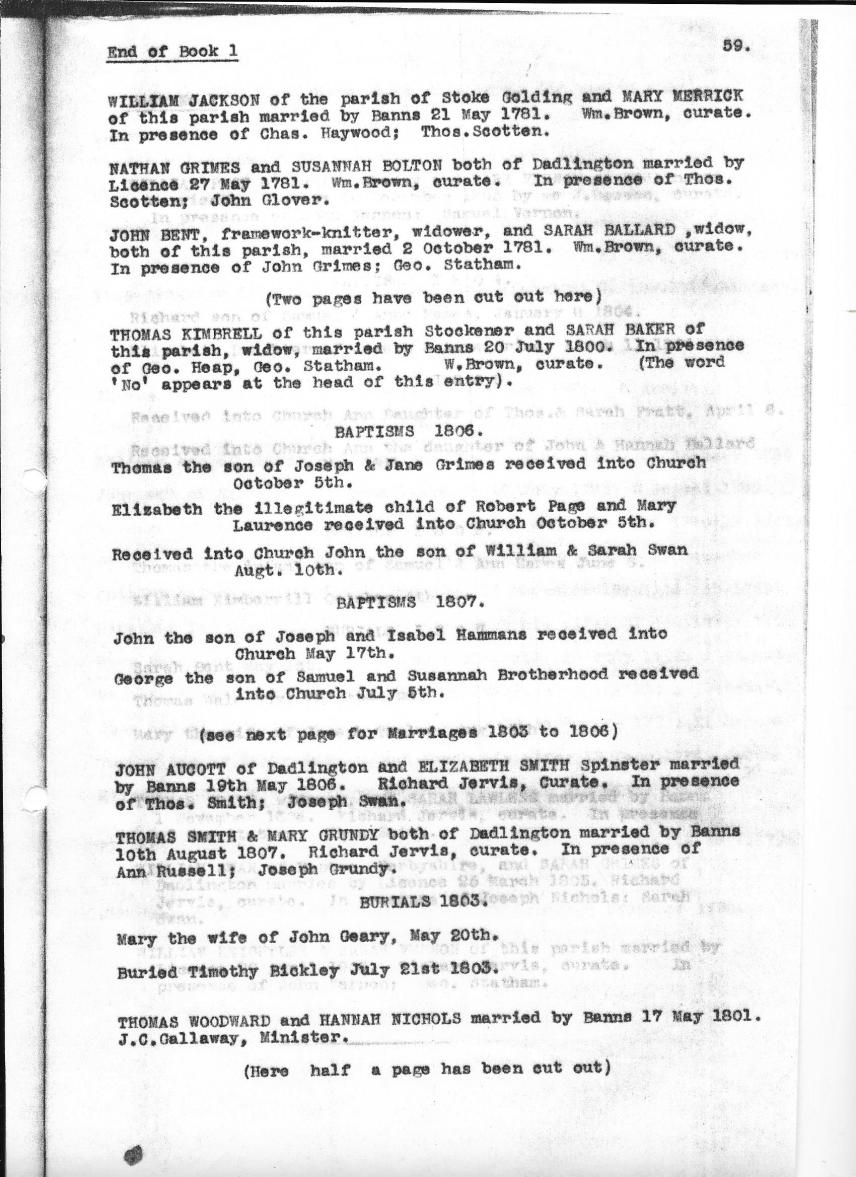 End of Book 1
59.
WILLIAM JACKSON of the parish of Stoke Golding and MARY MERRICK
of this parish married by Banns 21 May 1781. Wm.Brown, curate.
In presence of Chas. Haywood; Thos.Scotten.
NATHAN GRIMES and SUSANNAH BOLTON both of Dadlington married by
Licence 27 May 1781. Wm.Brown, curate. In presence of Thos.
Scotten; John Glover.
JOHN BENT, framework-knitter, widower, and SARAH BALLARD ,widow,
both of this parish, married 2 October 1781. Wm.Brown, curate.
In presence of John Grimes; Geo. Statham.
(Two pages have been cut out here)
THOMAS KIMBRELL of this parish Stockener and SARAH BAKER of
this parish, widow, married by Banns 20 July 1800. In presence
of Geo. Heap, Geo. Statham. W.Brown, curate. (The word
'No' appears at the head of this entry).
BAPTISMS 1806.
Thomas the son of Joseph & Jane Grimes received into Church
October 5th.
Elizabeth the illegitimate child of Robert Page and Mary
Laurence received into Church October 5th.
Received into Church John the son of William & Sarah Swan
Augt. 10th.
BAPTISMS 1807.
John the son of Joseph and Isabel Hammans received into
Church May 17th.
George the son of Samuel and Susannah Brotherhood received
into Church July 5th.
(see next page for Marriages 1803 to 1806)
JOHN AUCOTT of Dadlington and ELIZABETH SMITH Spinster married
by Banns 19th May 1806. Richard Jervis, Curate. In presence
of Thos. Smith; Joseph Swan.
THOMAS SMITH & MARY GRUNDY both of Dadlington married by Banns
10th August 1807. Richard Jervis, curate. In presence of
Ann Russell; Joseph Grundy.
BURIALS 1803.
Mary the wife of John Geary, May 20th.
Buried Timothy Bickley July 21st 1803.
THOMAS WOODWARD and HANNAH NICHOLS married by Banns 17 May 1801.
J.C.Gallaway, Minister.
(Here half a page has been cut out)